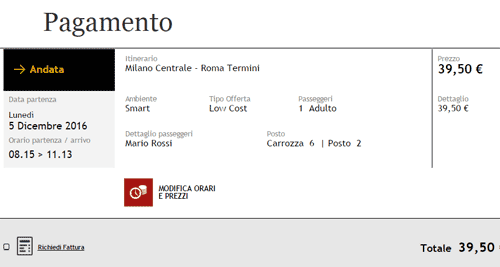 Pagamento
→ Andata
Itinerario
Milano Centrale - Roma Termini
Prezzo
39,50 €
Data partenza
Lunedì
5 Dicembre 2016
Orario partenza / arrivo
08.15 > 11.13
Ambiente
Smart
Tipo Offerta
Low Cost
Passeggeri
1 Adulto
Dettaglio
39,50 €
Dettaglio passeggeri
Mario Rossi
Posto
Carrozza 6 | Posto 2
MODIFICA ORARI
E PREZZI
Richiedi Fattura
Totale 39,50